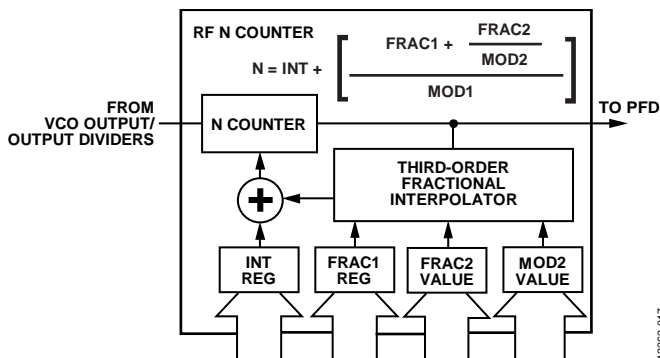 RF N COUNTER
N = INT +
FRAC1 +
FRAC2
MOD2
MOD1
FROM
VCO OUTPUT/
OUTPUT DIVIDERS
N COUNTER
TO PFD
THIRD-ORDER
FRACTIONAL
INTERPOLATOR
+
INT
REG
FRAC1
REG
FRAC2
VALUE
MOD2
VALUE